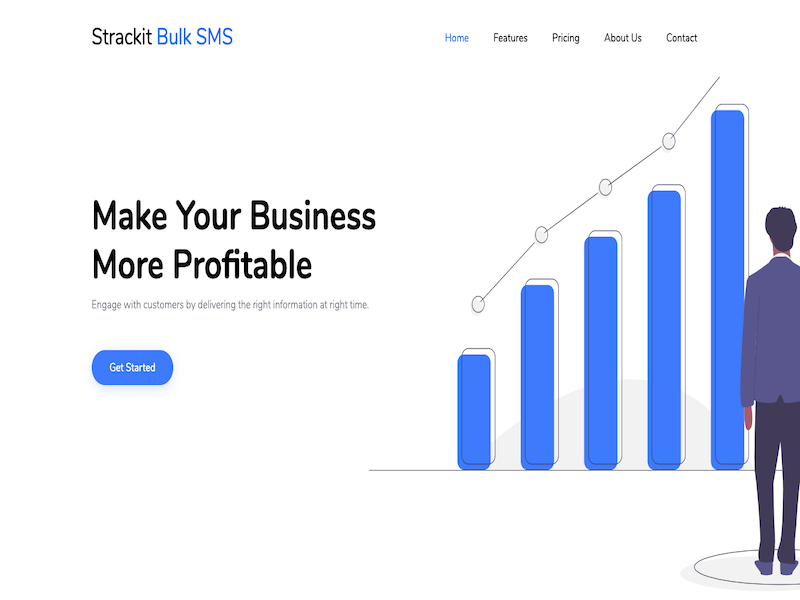 Strackit Bulk SMS
Home Features Pricing About Us Contact
Make Your Business
More Profitable
Engage with customers by delivering the right information at right time.
Get Started